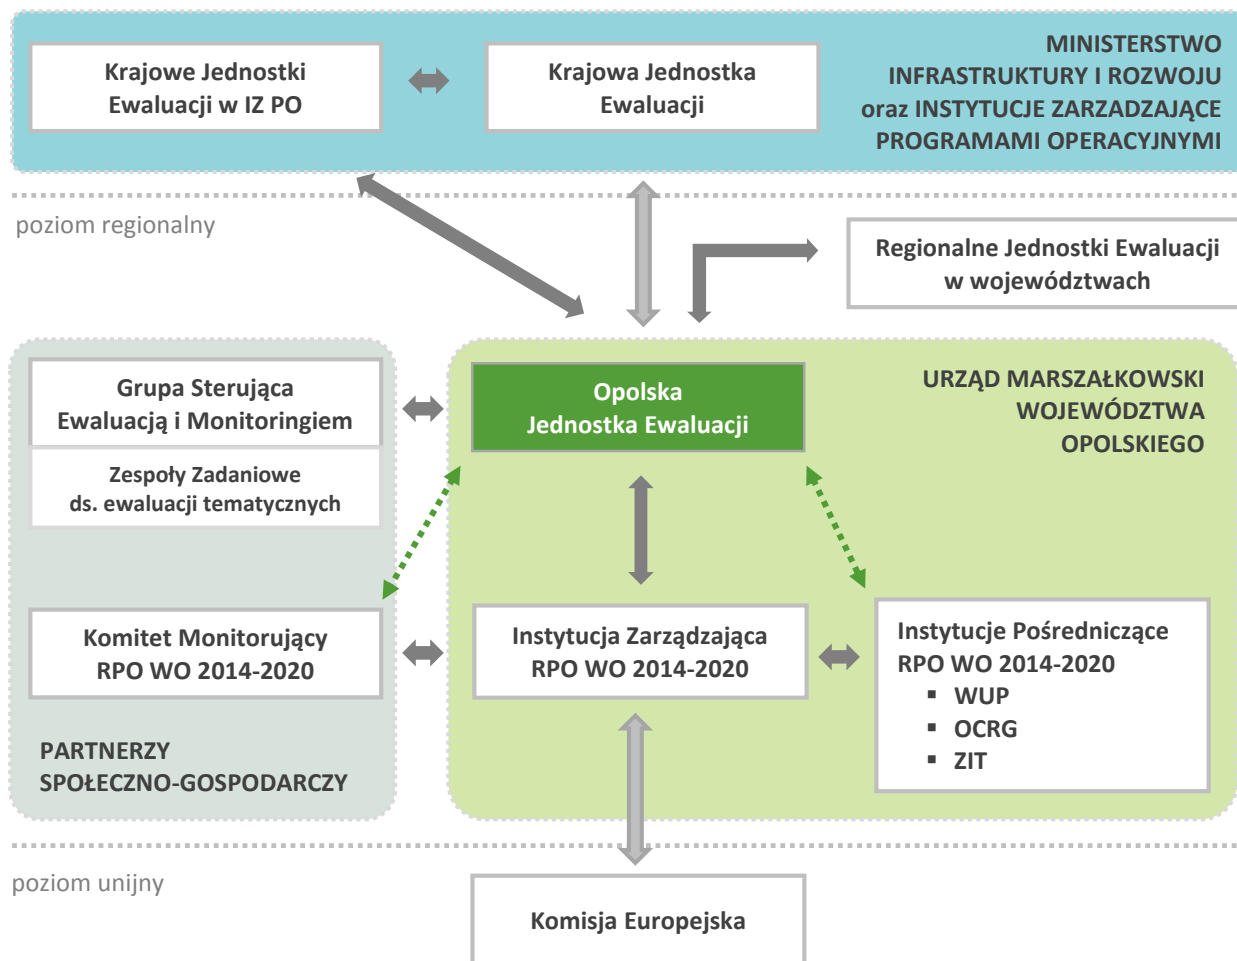 Krajowe Jednostki
Ewaluacji w IZ PO
Krajowa Jednostka
Ewaluacji
MINISTERSTWO
INFRASTRUKTURY I ROZWOJU
oraz INSTYTUCJE ZARZADZAJĄCE
PROGRAMAMI OPERACYJNYMI
poziom regionalny
Regionalne Jednostki Ewaluacji
w województwach
Grupa Sterująca
Ewaluacją i Monitoringiem
Zespoły Zadaniowe
ds. ewaluacji tematycznych
Opolska
Jednostka Ewaluacji
URZĄD MARSZAŁKOWSKI
WOJEWÓDZTWA
OPOLSKIEGO
Komitet Monitorujący
RPO WO 2014-2020
Instytucja Zarządzająca
RPO WO 2014-2020
Instytucje Pośredniczące
RPO WO 2014-2020
▪ WUP
▪ OCRG
▪ ZIT
PARTNERZY
SPOŁECZNO-GOSPODARCZY
poziom unijny
Komisja Europejska